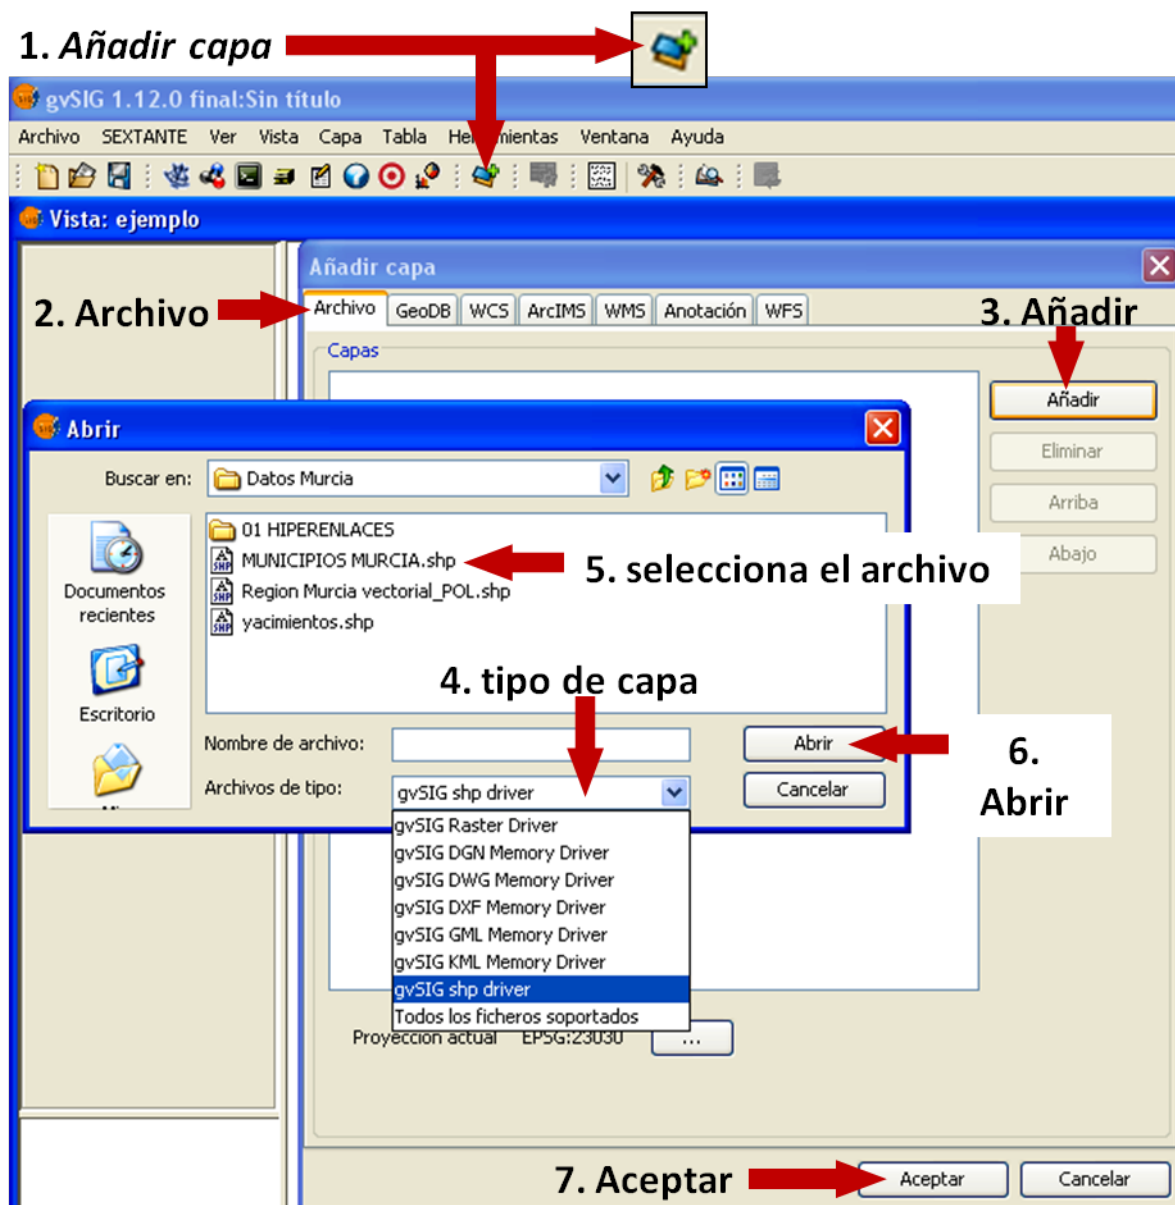 1. Añadir capa
gvSIG 1.12.0 final:Sin título
Archivo SEXTANTE Ver Vista Capa Tabla Ventana Ayuda
Vista: ejemplo
Añadir capa
2. Archivo
Archivo GeoDB WCS ArcIMS WMS Anotación WFS
3. Añadir
Capas
Añadir
Abrir
Eliminar
Buscar en: Datos Murcia
Arriba
01 HIPERENLACES
MUNICIPIOS MURCIA.shp
Abajo
5. selecciona el archivo
Region Murcia vectorial_POL.shp
yacimientos.shp
Documentos
recientes
4. tipo de capa
Escritorio
Nombre de archivo: Abrir
6.
Abrir
Archivos de tipo: gvSIG shp driver Cancelar
gvSIG Raster Driver
gvSIG DGN Memory Driver
gvSIG DWG Memory Driver
gvSIG DXF Memory Driver
gvSIG GML Memory Driver
gvSIG KML Memory Driver
gvSIG shp driver
Todos los ficheros soportados
Proyección actual EPSG:23030 ...
7. Aceptar
Aceptar Cancelar